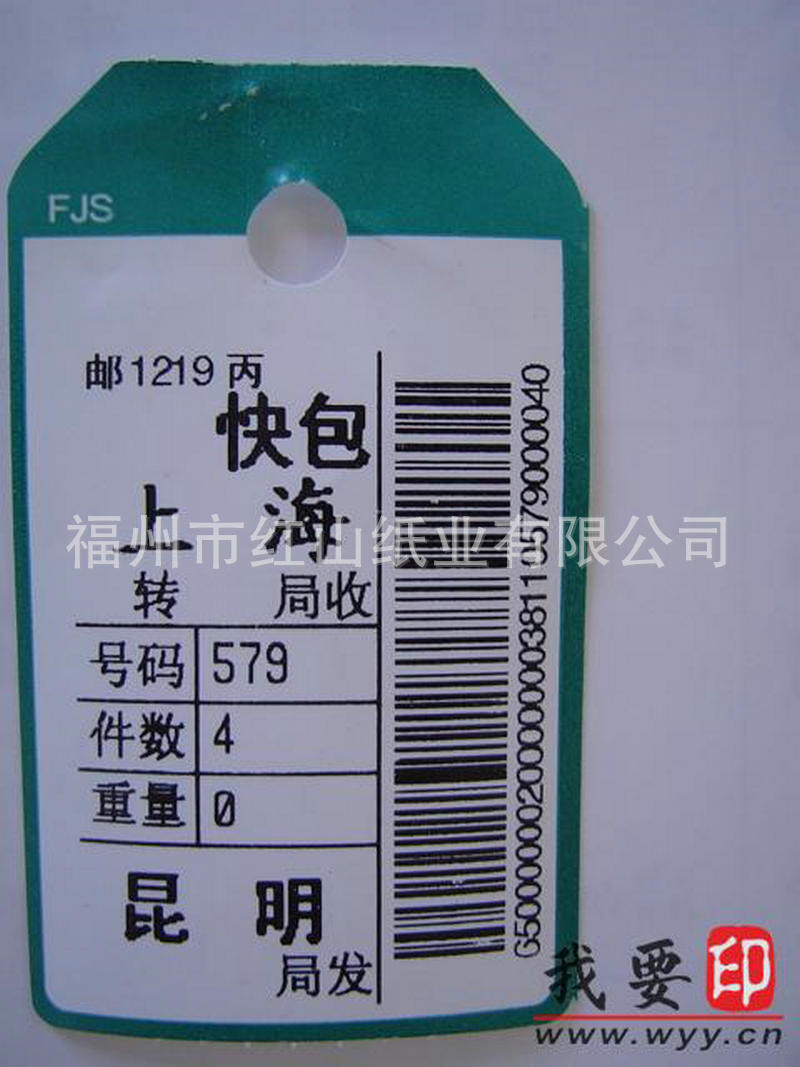 FJS
邮1219丙
快包
上 海
转 局收
号码 579
件数 4
重量 0
昆 明
局发
福州市红山纸业有限公司
我要印
www.wyy.cn